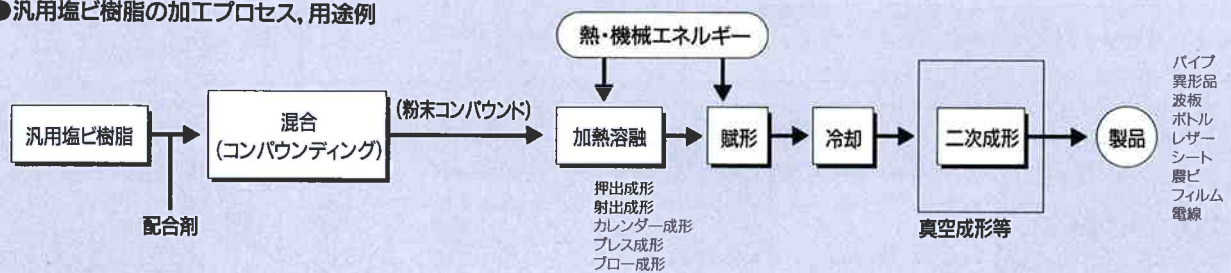 ●汎用塩ビ樹脂の加工プロセス,用途例
熱・機械エネルギー
汎用塩ビ樹脂
配合剤
混合
(コンパウンディング)
(粉末コンパウンド)
加熱溶融
押出成形
射出成形
カレンダー成形
プレス成形
ブロー成形
賦形
冷却
二次成形
真空成形等
製品
パイプ
異形品
波板
ボトル
レザー
シート
農ビ
フィルム
電線